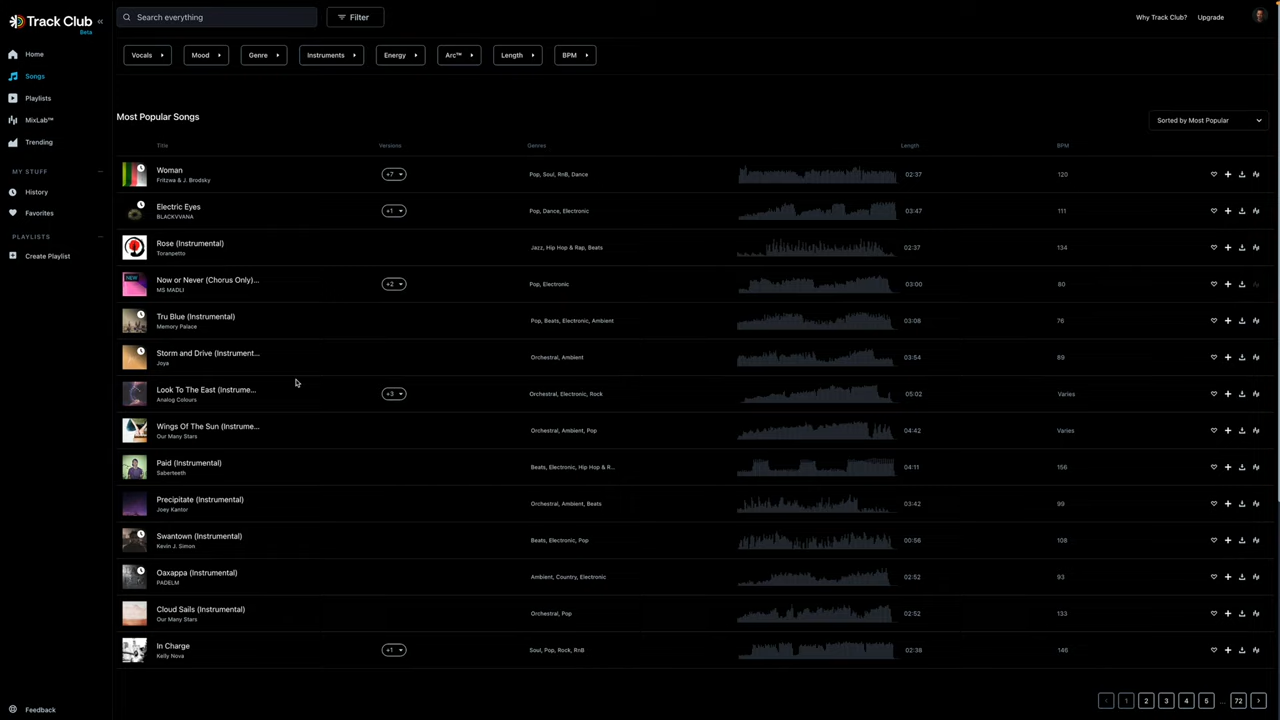 Track Club
Beta
Search everything
Filter
Why Track Club?
Upgrade
Home
Songs
Playlists
MixLab™
Trending
MY STUFF
History
Favorites
PLAYLISTS
Create Playlist
Feedback
Vocals
Mood
Genre
Instruments
Energy
Arc™
Length
BPM
Most Popular Songs
Sorted by Most Popular
Title Versions Genres Length BPM
Woman
Fritzwa & J. Brodsky
+7
Pop, Soul, RnB, Dance
02:37
120
Electric Eyes
BLACKVVANA
+1
Pop, Dance, Electronic
03:47
111
Rose (Instrumental)
Toranpetto
Jazz, Hip Hop & Rap, Beats
02:37
134
NEW
Now or Never (Chorus Only)...
MS MADLI
+2
Pop, Electronic
03:00
80
Tru Blue (Instrumental)
Memory Palace
Pop, Beats, Electronic, Ambient
03:08
76
Storm and Drive (Instrument...
Joya
Orchestral, Ambient
03:54
89
Look To The East (Instrume...
Analog Colours
+3
Orchestral, Electronic, Rock
05:02
Varies
Wings Of The Sun (Instrume...
Our Many Stars
Orchestral, Ambient, Pop
04:42
Varies
Paid (Instrumental)
Saberteeth
Beats, Electronic, Hip Hop & R...
04:11
156
Precipitate (Instrumental)
Joey Kantor
Orchestral, Ambient, Beats
03:42
99
Swantown (Instrumental)
Kevin J. Simon
Beats, Electronic, Pop
00:56
108
Oaxappa (Instrumental)
PADELM
Ambient, Country, Electronic
02:52
93
Cloud Sails (Instrumental)
Our Many Stars
Orchestral, Pop
02:52
133
In Charge
Kelly Nova
+1
Soul, Pop, Rock, RnB
02:38
146
1 2 3 4 5 ... 72